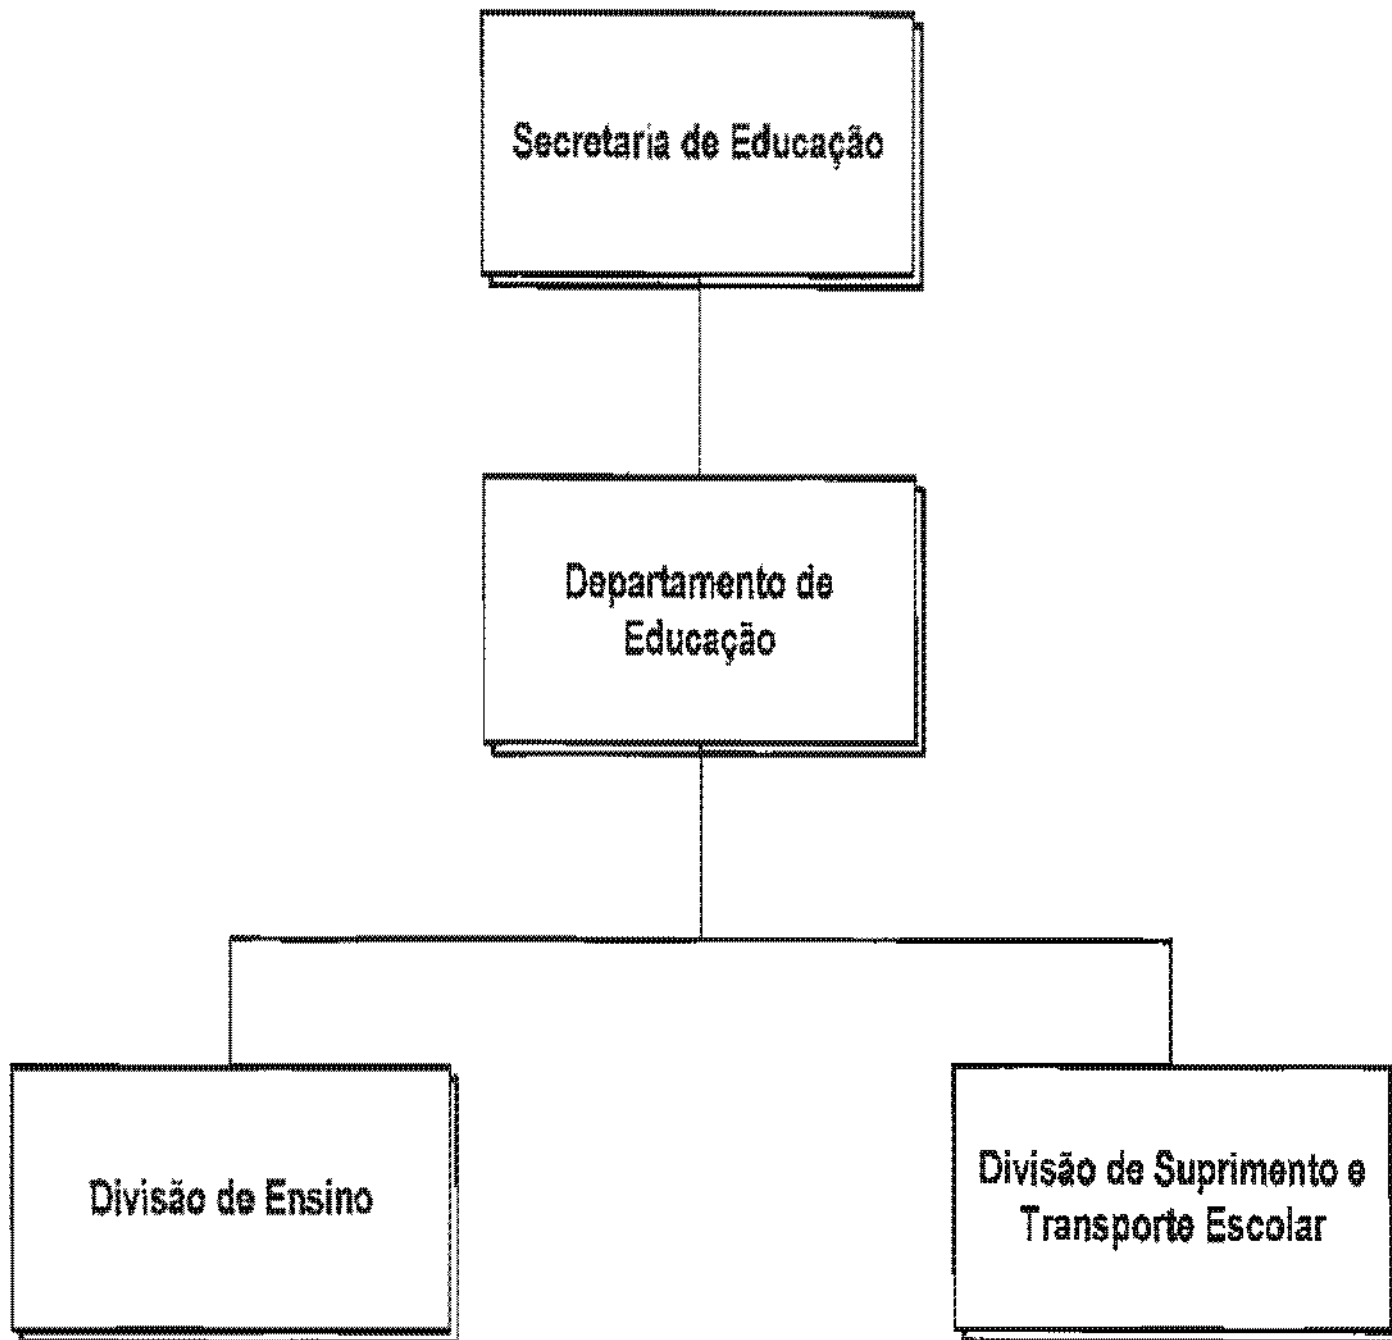 Secretaria de Educação
Departamento de
Educação
Divisão de Ensino
Divisão de Suprimento e
Transporte Escolar